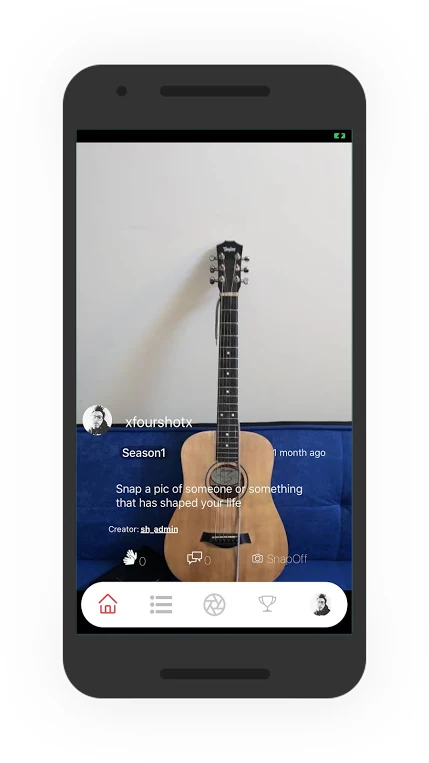 Taylor
xfourshotx
Season1
1 month ago
Snap a pic of someone or something
that has shaped your life
Creator: sh_admin
0
0
SnapOff